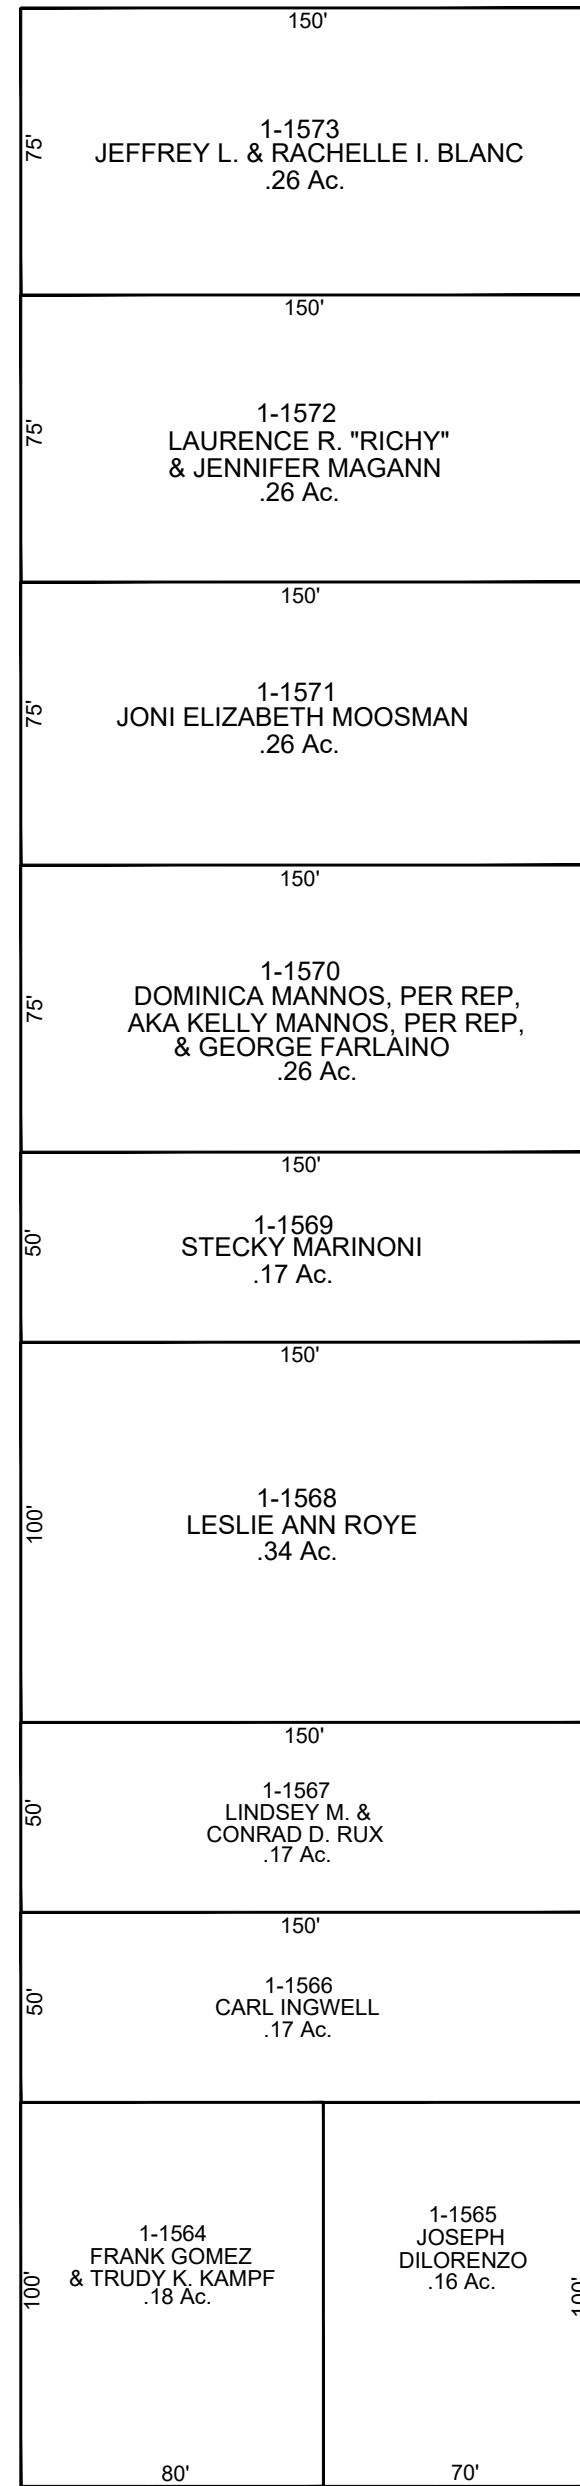 150'
75'
1-1573
JEFFREY L. & RACHELLE I. BLANC
.26 Ac.
150'
75'
1-1572
LAURENCE R. "RICHY"
& JENNIFER MAGANN
.26 Ac.
150'
75'
1-1571
JONI ELIZABETH MOOSMAN
.26 Ac.
150'
75'
1-1570
DOMINICA MANNOS, PER REP,
AKA KELLY MANNOS, PER REP,
& GEORGE FARLAINO
.26 Ac.
150'
50'
1-1569
STECKY MARINONI
.17 Ac.
150'
100'
1-1568
LESLIE ANN ROYE
.34 Ac.
150'
50'
1-1567
LINDSEY M. &
CONRAD D. RUX
.17 Ac.
150'
50'
1-1566
CARL INGWELL
.17 Ac.
100'
1-1564
FRANK GOMEZ
& TRUDY K. KAMPF
.18 Ac.
80'
1-1565
JOSEPH
DILORENZO
.16 Ac.
100'
70'